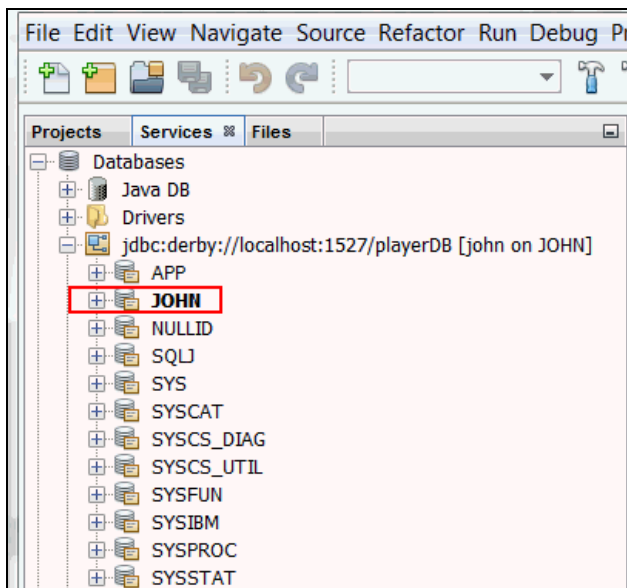 File Edit View Navigate Source Refactor Run Debug
Projects Services Files
Databases
Java DB
Drivers
jdbc:derby://localhost:1527/playerDB [john on JOHN]
APP
JOHN
NULLID
SQLJ
SYS
SYSCAT
SYSCS_DIAG
SYSCS_UTIL
SYSFUN
SYSIBM
SYSPROC
SYSSTAT